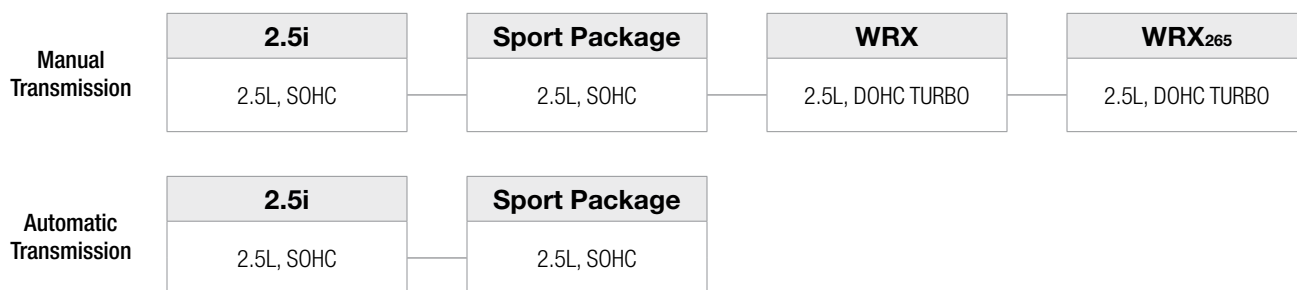 Manual
Transmission
2.5i
2.5L, SOHC
Sport Package
2.5L, SOHC
WRX
2.5L, DOHC TURBO
WRX265
2.5L, DOHC TURBO
Automatic
Transmission
2.5i
2.5L, SOHC
Sport Package
2.5L, SOHC